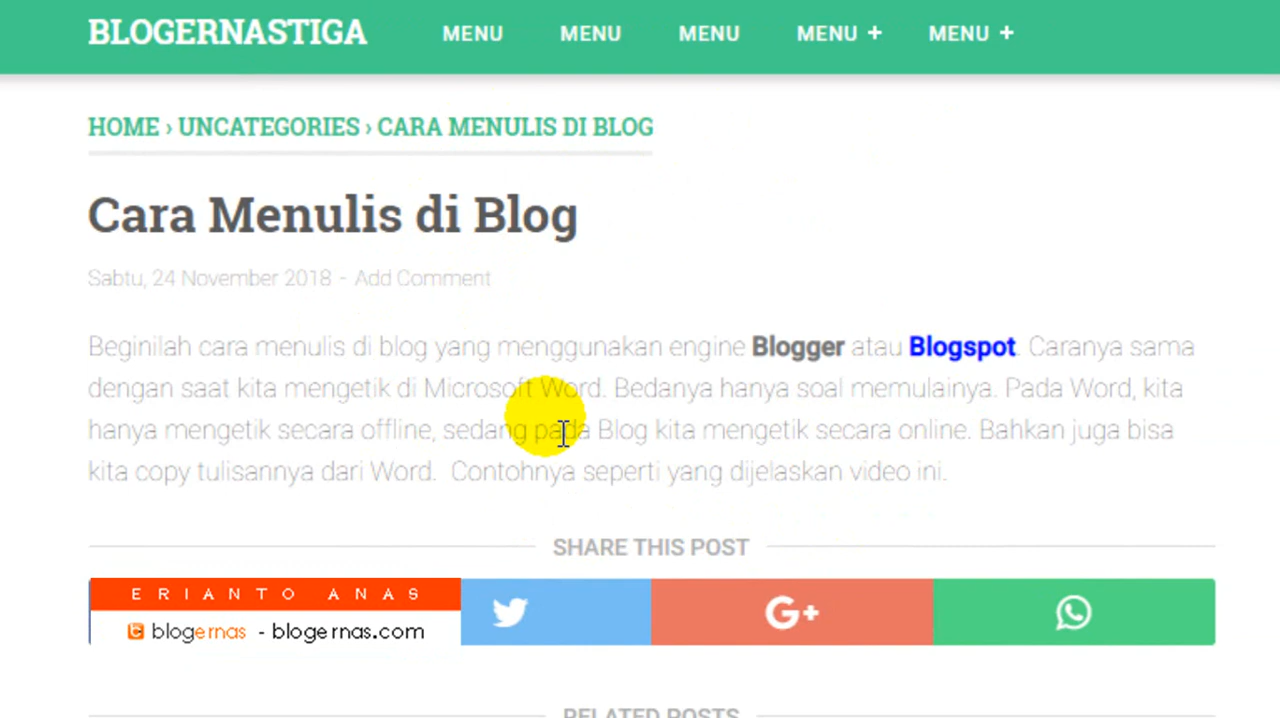 BLOGERNASTIGA MENU MENU MENU MENU + MENU +
HOME › UNCATEGORIES › CARA MENULIS DI BLOG
Cara Menulis di Blog
Sabtu, 24 November 2018 - Add Comment
Beginilah cara menulis di blog yang menggunakan engine Blogger atau Blogspot. Caranya sama
dengan saat kita mengetik di Microsoft Word. Bedanya hanya soal memulainya. Pada Word, kita
hanya mengetik secara offline, sedang pada Blog kita mengetik secara online. Bahkan juga bisa
kita copy tulisannya dari Word. Contohnya seperti yang dijelaskan video ini.
SHARE THIS POST
ERIANTO ANAS
blogernas - blogernas.com
G+
RELATED POSTS